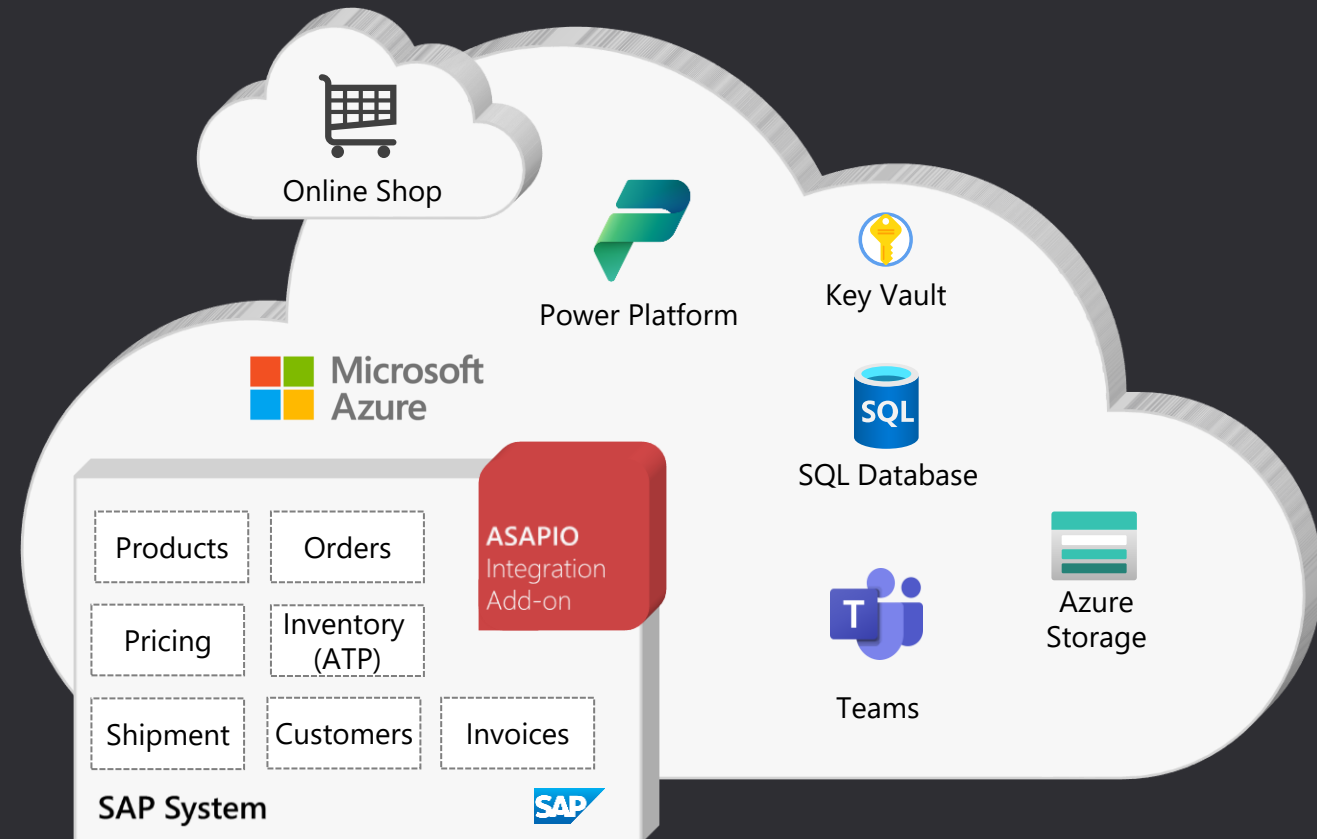 Online Shop
Power Platform
Key Vault
Microsoft
Azure
SQL
SQL Database
ASAPIO
Integration
Add-on
Products
Orders
Pricing
Inventory
(ATP)
Shipment
Customers
Invoices
SAP System
SAP
T
Teams
Azure
Storage